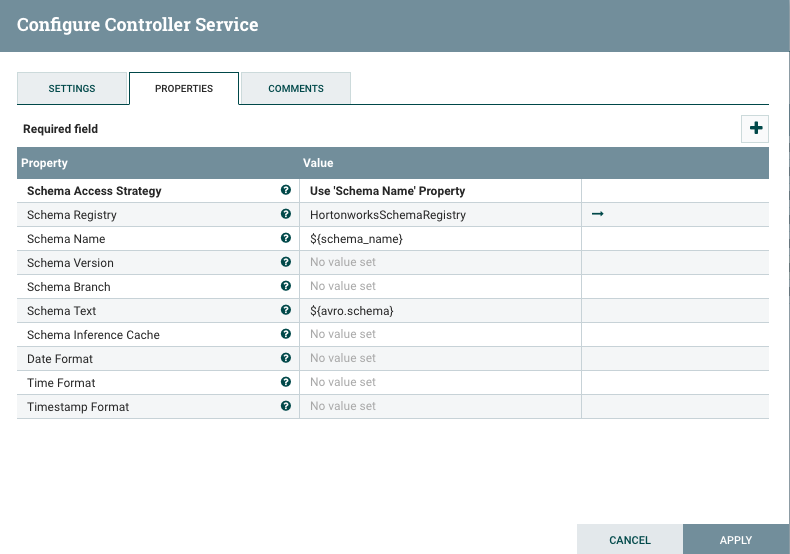 Configure Controller Service
SETTINGS PROPERTIES COMMENTS
Required field
Property Value
Schema Access Strategy Use 'Schema Name' Property
Schema Registry HortonworksSchemaRegistry
Schema Name ${schema_name}
Schema Version No value set
Schema Branch No value set
Schema Text ${avro.schema}
Schema Inference Cache No value set
Date Format No value set
Time Format No value set
Timestamp Format No value set
CANCEL APPLY